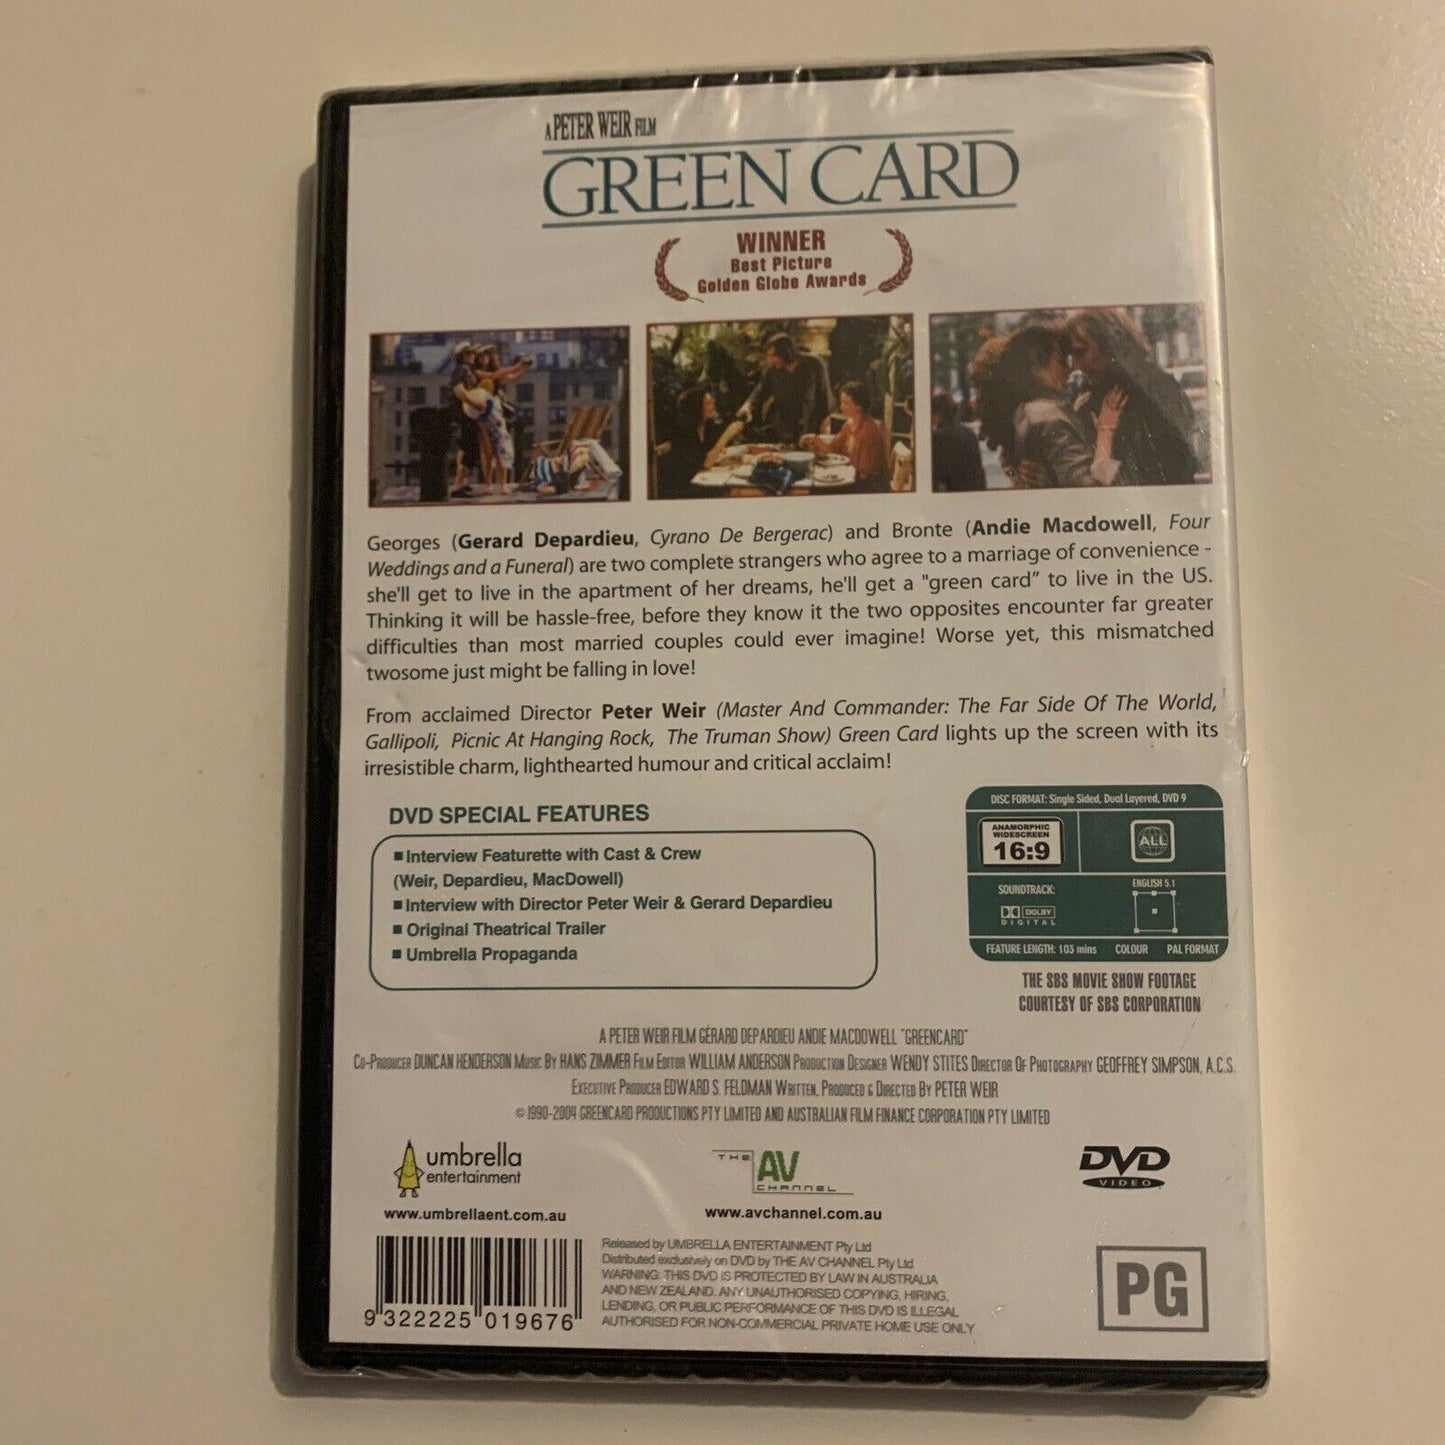 A PETER WEIR FILM
GREEN CARD
WINNER
Best Picture
Golden Globe Awards
Georges (Gerard Depardieu, Cyrano De Bergerac) and Bronte (Andie Macdowell, Four
Weddings and a Funeral) are two complete strangers who agree to a marriage of convenience -
she'll get to live in the apartment of her dreams, he'll get a "green card" to live in the US.
Thinking it will be hassle-free, before they know it the two opposites encounter far greater
difficulties than most married couples could ever imagine! Worse yet, this mismatched
twosome just might be falling in love!
From acclaimed Director Peter Weir (Master And Commander: The Far Side Of The World,
Gallipoli, Picnic At Hanging Rock, The Truman Show) Green Card lights up the screen with its
irresistible charm, lighthearted humour and critical acclaim!
DVD SPECIAL FEATURES
■ Interview Featurette with Cast & Crew
(Weir, Depardieu, MacDowell)
■ Interview with Director Peter Weir & Gerard Depardieu
■ Original Theatrical Trailer
■ Umbrella Propaganda
DISC FORMAT: Single Sided, Dual Layered, DVD 9
ANAMORPHIC
WIDESCREEN
16:9
ALL
SOUNDTRACK:
DOLBY
DIGITAL
ENGLISH 5.1
FEATURE LENGTH: 103 mins COLOUR PAL FORMAT
THE SBS MOVIE SHOW FOOTAGE
COURTESY OF SBS CORPORATION
A PETER WEIR FILM GÉRARD DEPARDIEU ANDIE MACDOWELL "GREENCARD"
CO-PRODUCER DUNCAN HENDERSON MUSIC BY HANS ZIMMER FILM EDITOR WILLIAM ANDERSON PRODUCTION DESIGNER WENDY STITES DIRECTOR OF PHOTOGRAPHY GEOFFREY SIMPSON, A.C.S.
EXECUTIVE PRODUCER EDWARD S. FELDMAN WRITTEN, PRODUCED & DIRECTED BY PETER WEIR
© 1990-2004 GREENCARD PRODUCTIONS PTY LIMITED AND AUSTRALIAN FILM FINANCE CORPORATION PTY LIMITED
umbrella
entertainment
www.umbrellaent.com.au
THE AV
CHANNEL
www.avchannel.com.au
DVD
VIDEO
9 322225 019676
Released by UMBRELLA ENTERTAINMENT Pty Ltd
Distributed exclusively on DVD by THE AV CHANNEL Pty Ltd
WARNING: THIS DVD IS PROTECTED BY LAW IN AUSTRALIA
AND NEW ZEALAND. ANY UNAUTHORISED COPYING, HIRING,
LENDING, OR PUBLIC PERFORMANCE OF THIS DVD IS ILLEGAL
AUTHORISED FOR NON-COMMERCIAL PRIVATE HOME USE ONLY
PG